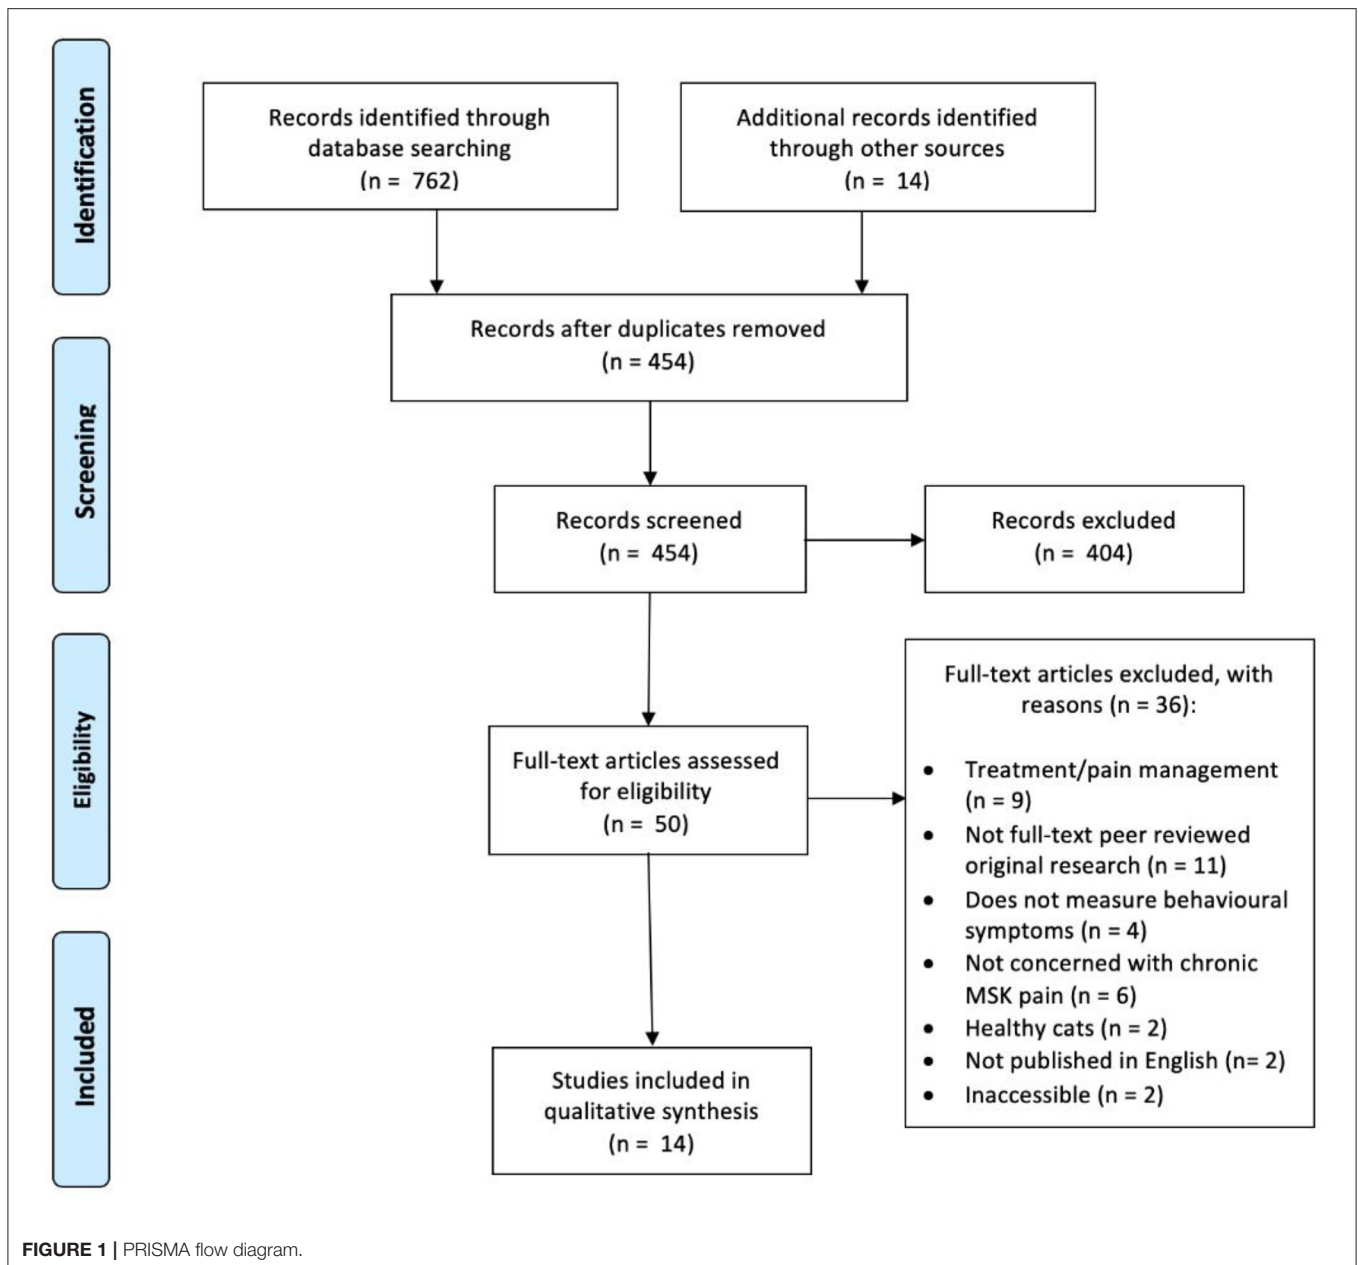 Identification
Records identified through
database searching
(n = 762)
Additional records identified
through other sources
(n = 14)
Records after duplicates removed
(n = 454)
Screening
Records screened
(n = 454)
Records excluded
(n = 404)
Eligibility
Full-text articles assessed
for eligibility
(n = 50)
Full-text articles excluded, with
reasons (n = 36):
• Treatment/pain management
(n = 9)
• Not full-text peer reviewed
original research (n = 11)
• Does not measure behavioural
symptoms (n = 4)
• Not concerned with chronic
MSK pain (n = 6)
• Healthy cats (n = 2)
• Not published in English (n= 2)
• Inaccessible (n = 2)
Included
Studies included in
qualitative synthesis
(n = 14)
FIGURE 1 | PRISMA flow diagram.